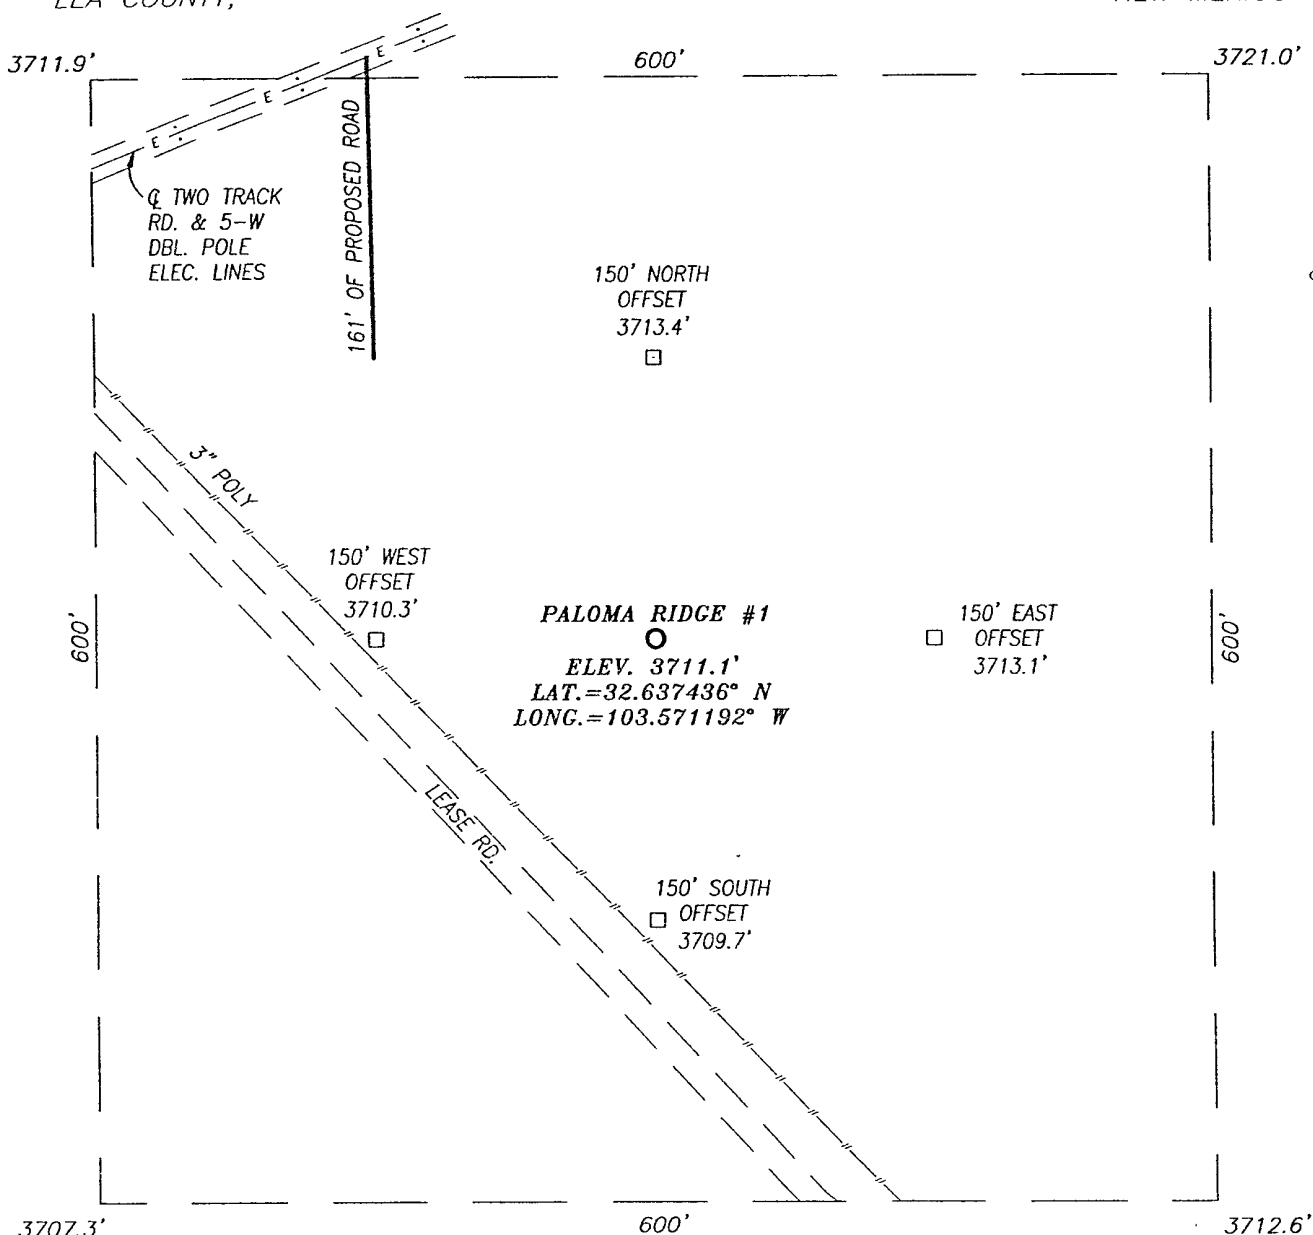 LEA COUNTY,
NEW MEXICO
3711.9'
600'
3721.0'
E
E
E
℄ TWO TRACK
RD. & 5-W
DBL. POLE
ELEC. LINES
161' OF PROPOSED ROAD
150' NORTH
OFFSET
3713.4'
3" POLY
150' WEST
OFFSET
3710.3'
600'
PALOMA RIDGE #1
ELEV. 3711.1'
LAT.=32.637436° N
LONG.=103.571192° W
150' EAST
OFFSET
3713.1'
600'
LEASE RD.
150' SOUTH
OFFSET
3709.7'
3707.3'
600'
3712.6'